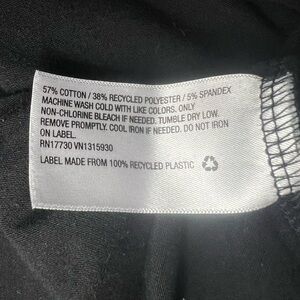 57% COTTON / 38% RECYCLED POLYESTER / 5% SPANDEX
MACHINE WASH COLD WITH LIKE COLORS. ONLY
NON-CHLORINE BLEACH IF NEEDED. TUMBLE DRY LOW.
REMOVE PROMPTLY. COOL IRON IF NEEDED. DO NOT IRON
ON LABEL.
RN17730 VN1315930
LABEL MADE FROM 100% RECYCLED PLASTIC